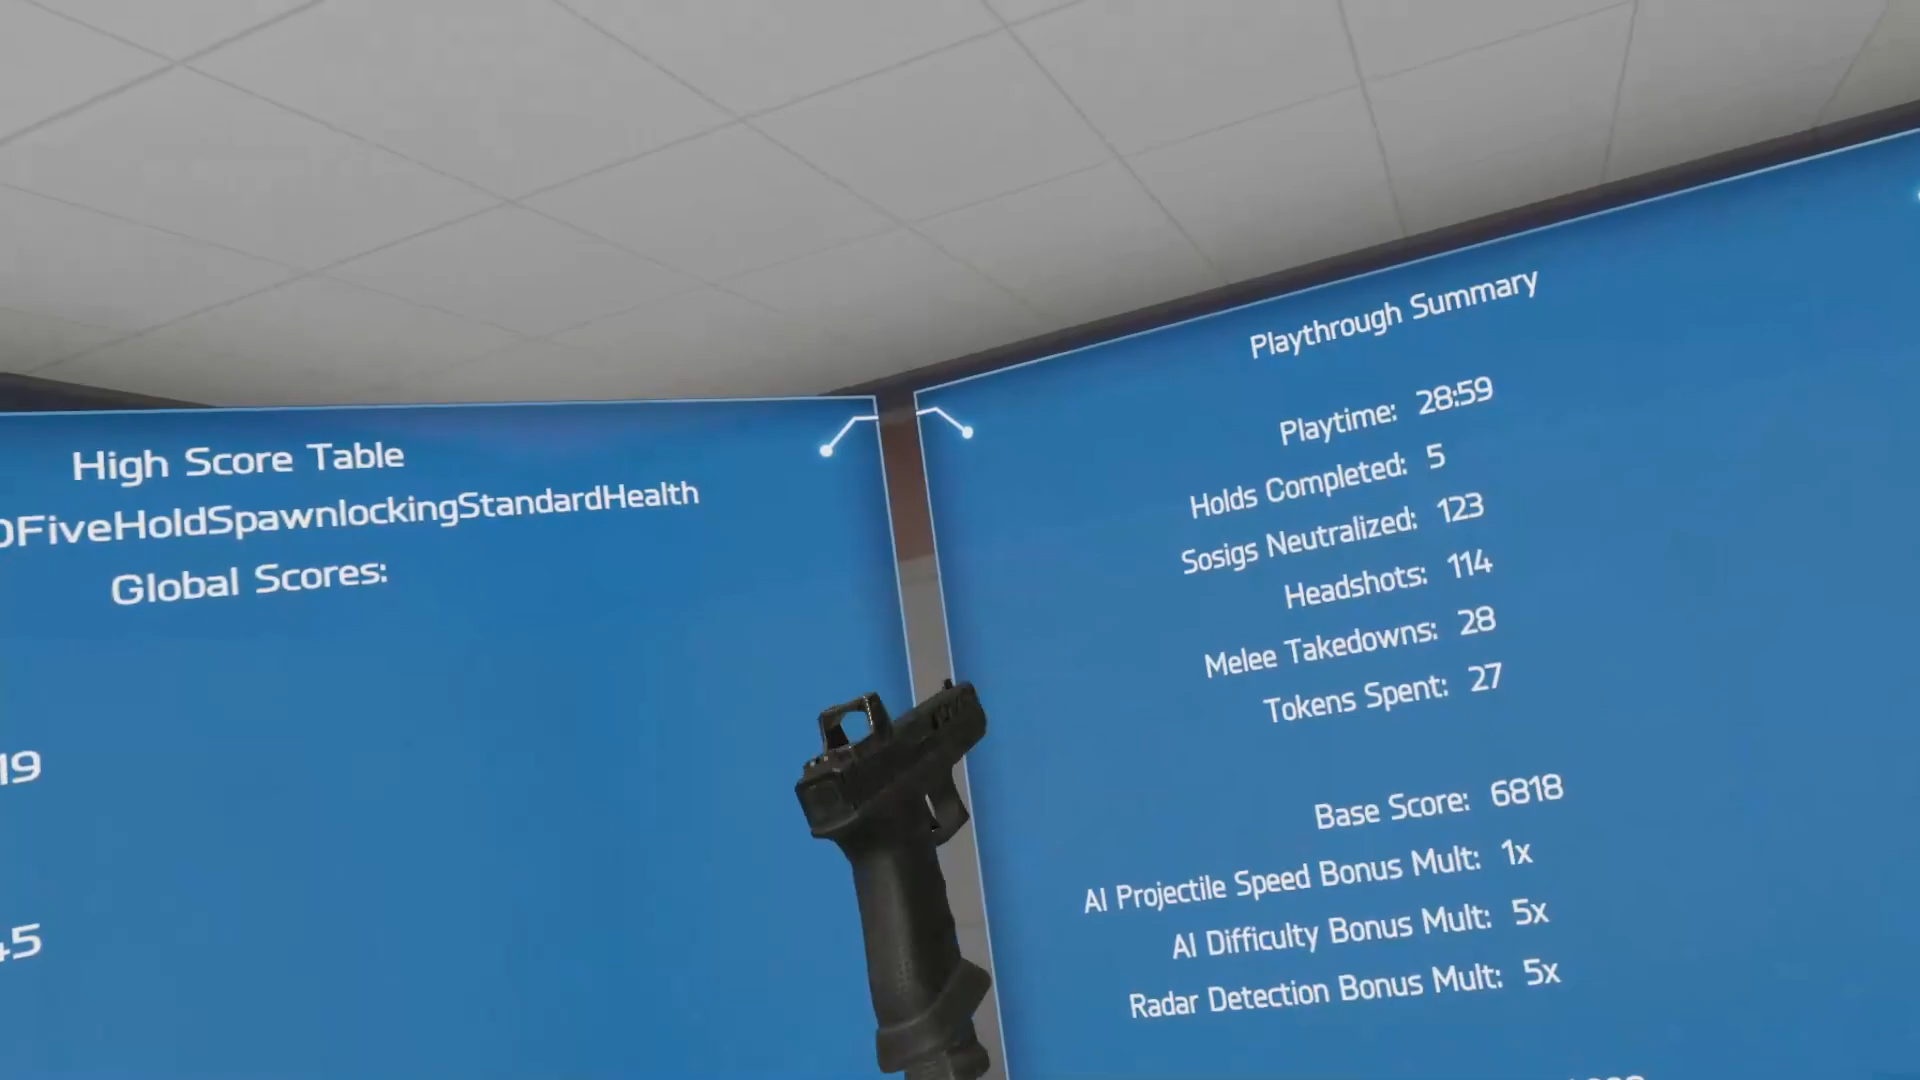 High Score Table
FiveHoldSpawnlockingStandardHealth
Global Scores:
19
45
Playthrough Summary
Playtime: 28:59
Holds Completed: 5
Sosigs Neutralized: 123
Headshots: 114
Melee Takedowns: 28
Tokens Spent: 27
Base Score: 6818
AI Projectile Speed Bonus Mult: 1x
AI Difficulty Bonus Mult: 5x
Radar Detection Bonus Mult: 5x